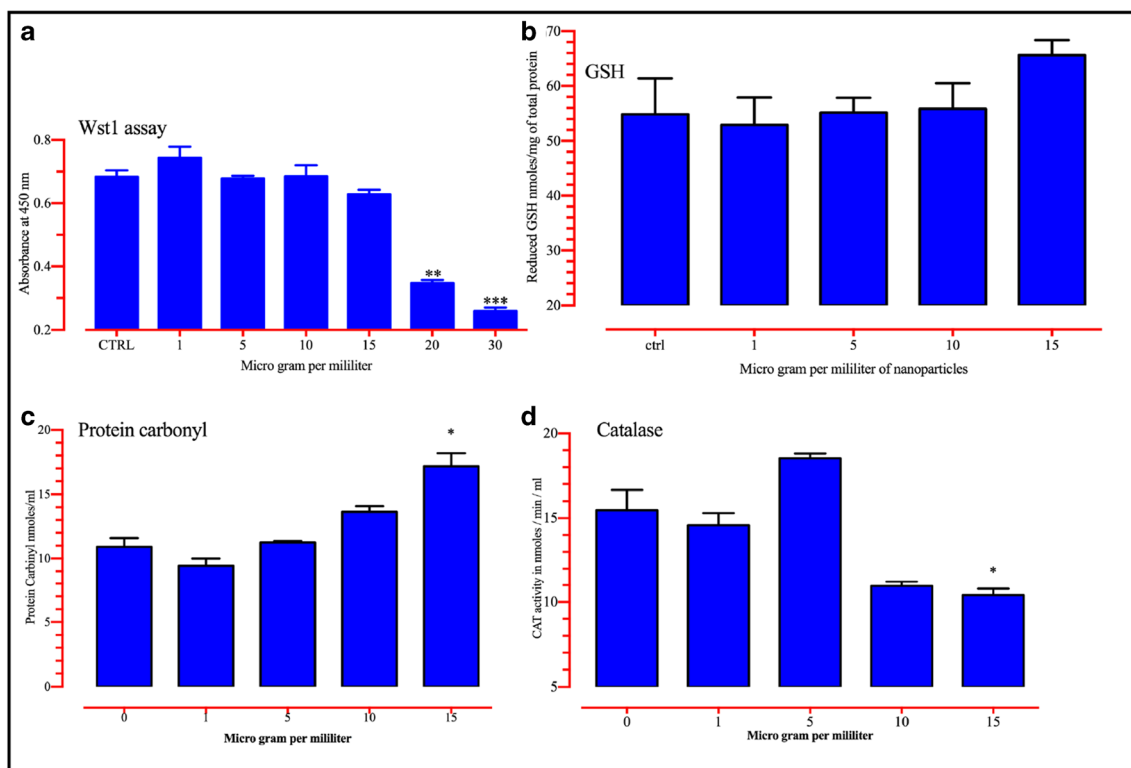 a
Wst1 assay
Absorbance at 450 nm
0.8
0.6
0.4
0.2
**
***
CTRL 1 5 10 15 20 30
Micro gram per mililiter
b
GSH
Reduced GSH nmoles/mg of total protein
70
60
50
40
30
20
ctrl 1 5 10 15
Micro gram per mililiter of nanoparticles
c
Protein carbonyl
Protein Carbinyl nmoles/ml
20
15
10
5
0
*
0 1 5 10 15
Micro gram per mililiter
d
Catalase
CAT activity in nmoles / min / ml
20
15
10
5
*
0 1 5 10 15
Micro gram per mililiter